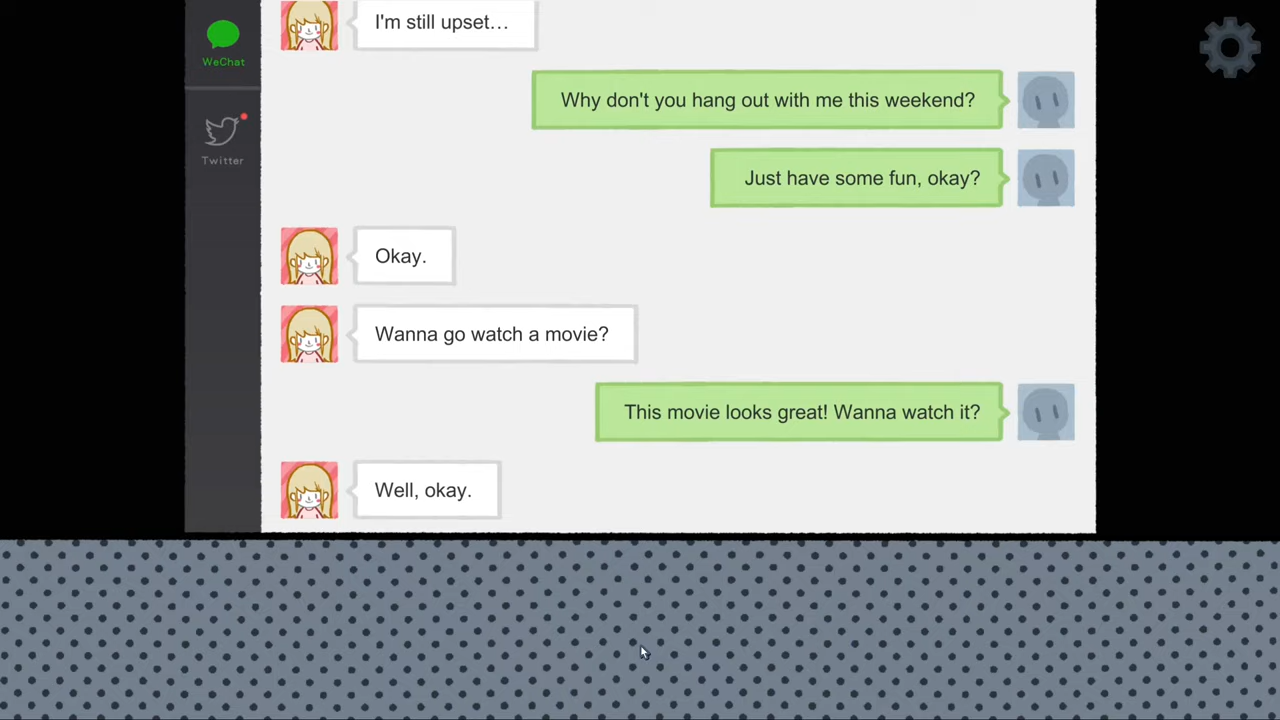 I'm still upset…
WeChat
Why don't you hang out with me this weekend?
Twitter
Just have some fun, okay?
Okay.
Wanna go watch a movie?
This movie looks great! Wanna watch it?
Well, okay.